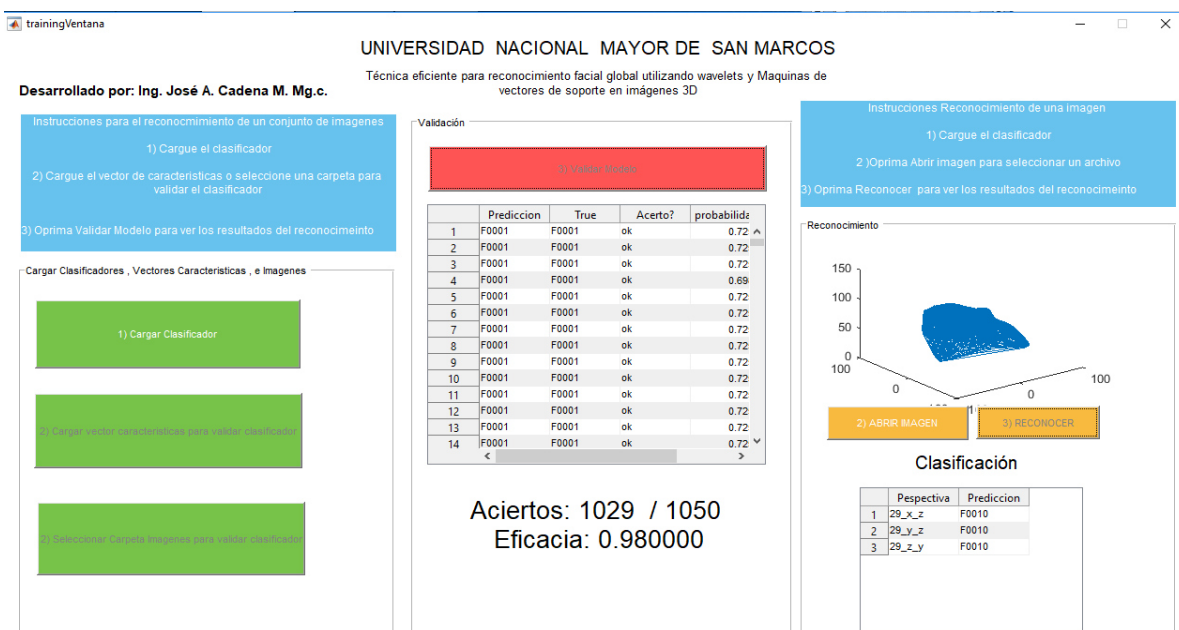 trainingVentana
UNIVERSIDAD NACIONAL MAYOR DE SAN MARCOS
Técnica eficiente para reconocimiento facial global utilizando wavelets y Maquinas de
vectores de soporte en imágenes 3D
Desarrollado por: Ing. José A. Cadena M. Mg.c.
Instrucciones para el reconocmimiento de un conjunto de imagenes
1) Cargue el clasificador
2) Cargue el vector de caracteristicas o seleccione una carpeta para
validar el clasificador
3) Oprima Validar Modelo para ver los resultados del reconocimeinto
Cargar Clasificadores , Vectores Caracteristicas , e Imagenes
1) Cargar Clasificador
2) Cargar vector caracteristicas para validar clasificador
2) Seleccionar Carpeta Imagenes para validar clasificador
Validación
3) Validar Modelo
Prediccion True Acerto? probabilida
1 F0001 F0001 ok 0.72
2 F0001 F0001 ok 0.72
3 F0001 F0001 ok 0.72
4 F0001 F0001 ok 0.69
5 F0001 F0001 ok 0.72
6 F0001 F0001 ok 0.72
7 F0001 F0001 ok 0.72
8 F0001 F0001 ok 0.72
9 F0001 F0001 ok 0.72
10 F0001 F0001 ok 0.72
11 F0001 F0001 ok 0.72
12 F0001 F0001 ok 0.72
13 F0001 F0001 ok 0.72
14 F0001 F0001 ok 0.72
Aciertos: 1029 / 1050
Eficacia: 0.980000
Instrucciones Reconocimiento de una imagen
1) Cargue el clasificador
2 )Oprima Abrir imagen para seleccionar un archivo
3) Oprima Reconocer para ver los resultados del reconocimeinto
Reconocimiento
150
100
50
0
100
0
0
100
2) ABRIR IMAGEN
3) RECONOCER
Clasificación
Pespectiva Prediccion
1 29_x_z F0010
2 29_y_z F0010
3 29_z_y F0010